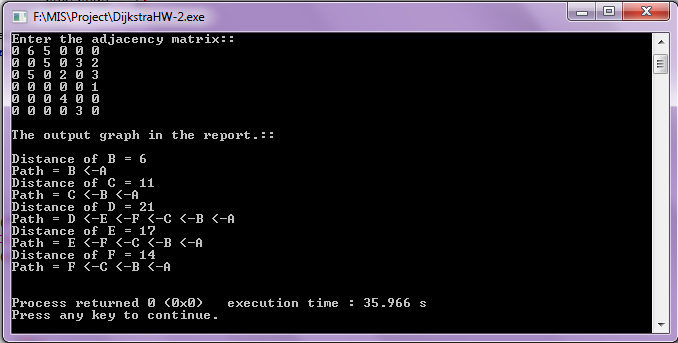 F:\MIS\Project\DijkstraHW-2.exe
Enter the adjacency matrix::
0 6 5 0 0 0
0 0 5 0 3 2
0 5 0 2 0 3
0 0 0 0 0 1
0 0 0 4 0 0
0 0 0 0 3 0
The output graph in the report.::
Distance of B = 6
Path = B <-A
Distance of C = 11
Path = C <-B <-A
Distance of D = 21
Path = D <-E <-F <-C <-B <-A
Distance of E = 17
Path = E <-F <-C <-B <-A
Distance of F = 14
Path = F <-C <-B <-A
Process returned 0 (0x0)   execution time : 35.966 s
Press any key to continue.